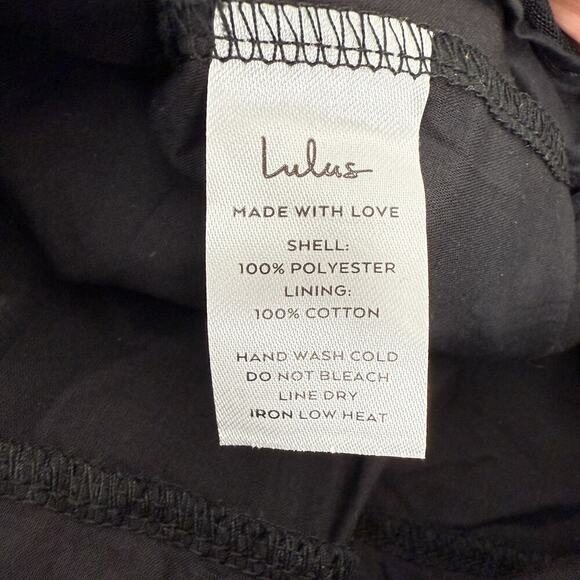 Lulus
MADE WITH LOVE
SHELL:
100% POLYESTER
LINING:
100% COTTON
HAND WASH COLD
DO NOT BLEACH
LINE DRY
IRON LOW HEAT